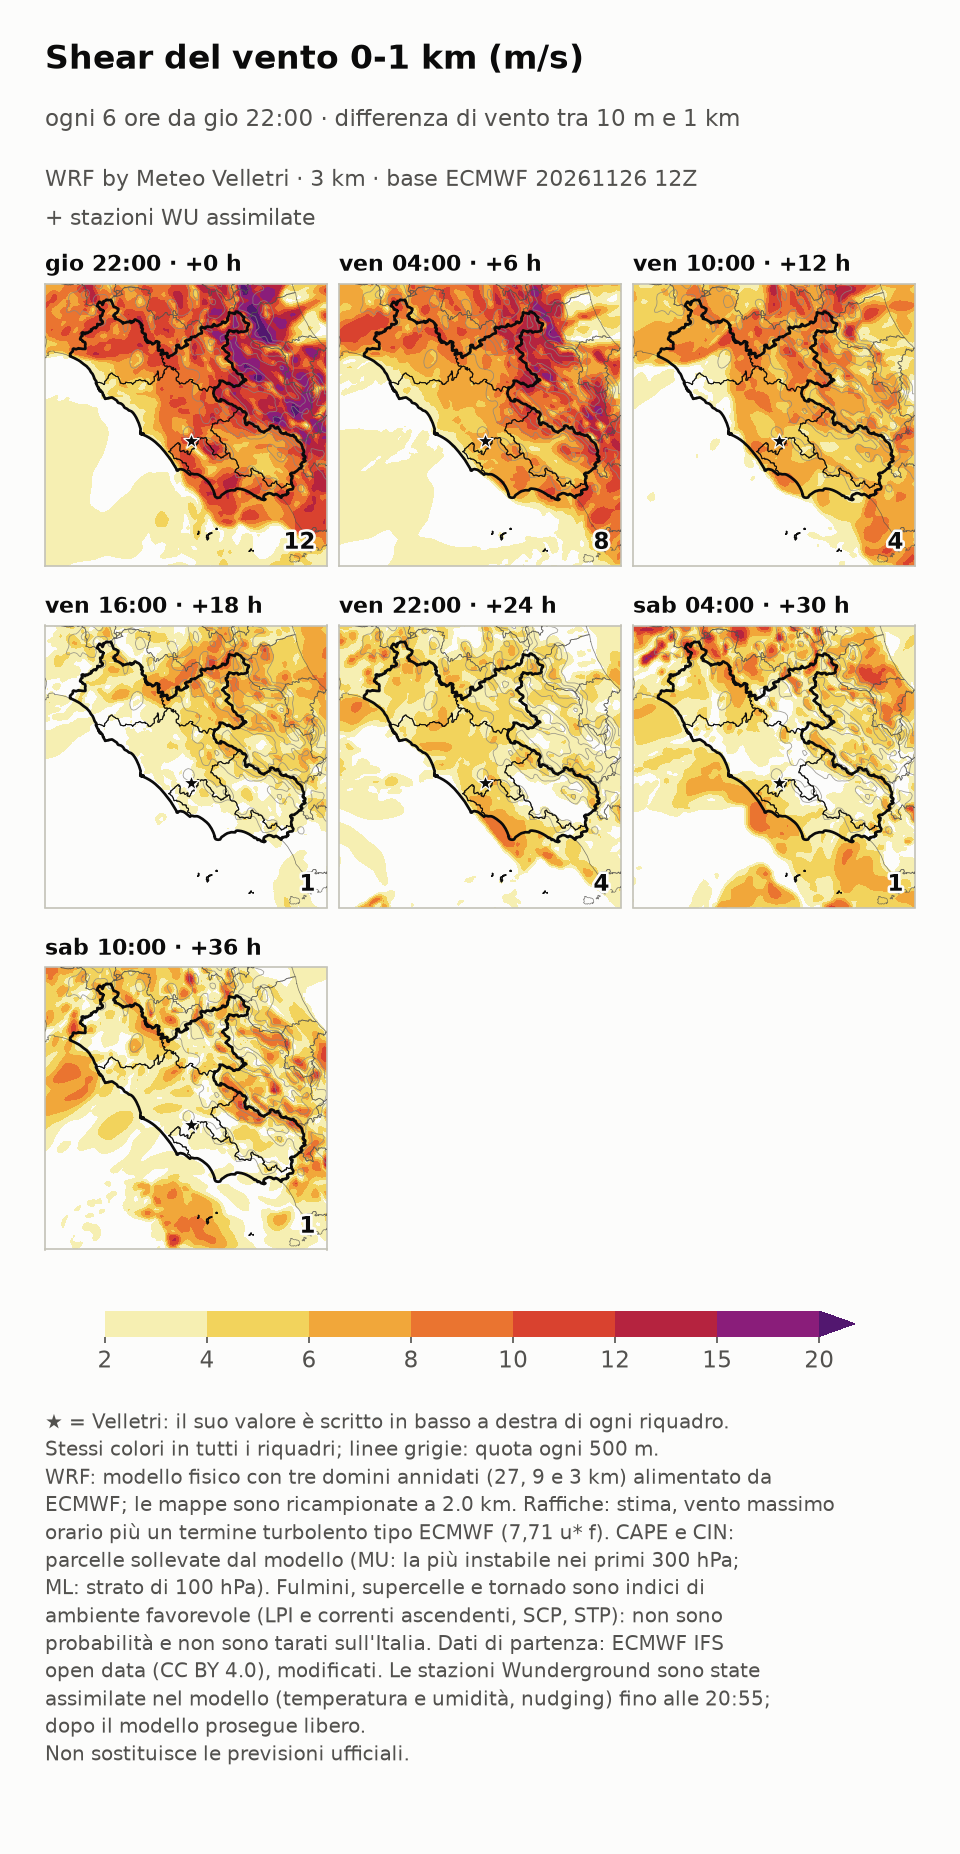 Shear del vento 0-1 km (m/s)
ogni 6 ore da gio 22:00 · differenza di vento tra 10 m e 1 km
WRF by Meteo Velletri · 3 km · base ECMWF 20261126 12Z
+ stazioni WU assimilate
gio 22:00 · +0 h
ven 04:00 · +6 h
ven 10:00 · +12 h
12
8
4
ven 16:00 · +18 h
ven 22:00 · +24 h
sab 04:00 · +30 h
1
4
1
sab 10:00 · +36 h
1
2 4 6 8 10 12 15 20
★ = Velletri: il suo valore è scritto in basso a destra di ogni riquadro.
Stessi colori in tutti i riquadri; linee grigie: quota ogni 500 m.
WRF: modello fisico con tre domini annidati (27, 9 e 3 km) alimentato da
ECMWF; le mappe sono ricampionate a 2.0 km. Raffiche: stima, vento massimo
orario più un termine turbolento tipo ECMWF (7,71 u* f). CAPE e CIN:
parcelle sollevate dal modello (MU: la più instabile nei primi 300 hPa;
ML: strato di 100 hPa). Fulmini, supercelle e tornado sono indici di
ambiente favorevole (LPI e correnti ascendenti, SCP, STP): non sono
probabilità e non sono tarati sull'Italia. Dati di partenza: ECMWF IFS
open data (CC BY 4.0), modificati. Le stazioni Wunderground sono state
assimilate nel modello (temperatura e umidità, nudging) fino alle 20:55;
dopo il modello prosegue libero.
Non sostituisce le previsioni ufficiali.